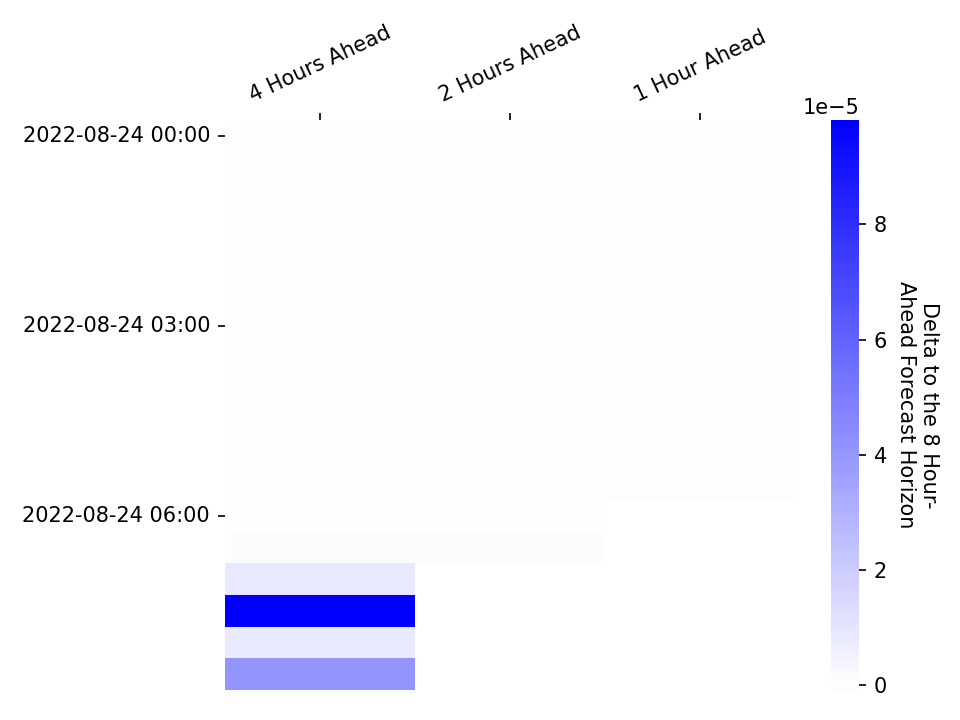 4 Hours Ahead
2 Hours Ahead
1 Hour Ahead
1e−5
2022-08-24 00:00
2022-08-24 03:00
2022-08-24 06:00
8
6
4
2
0
Delta to the 8 Hour-
Ahead Forecast Horizon